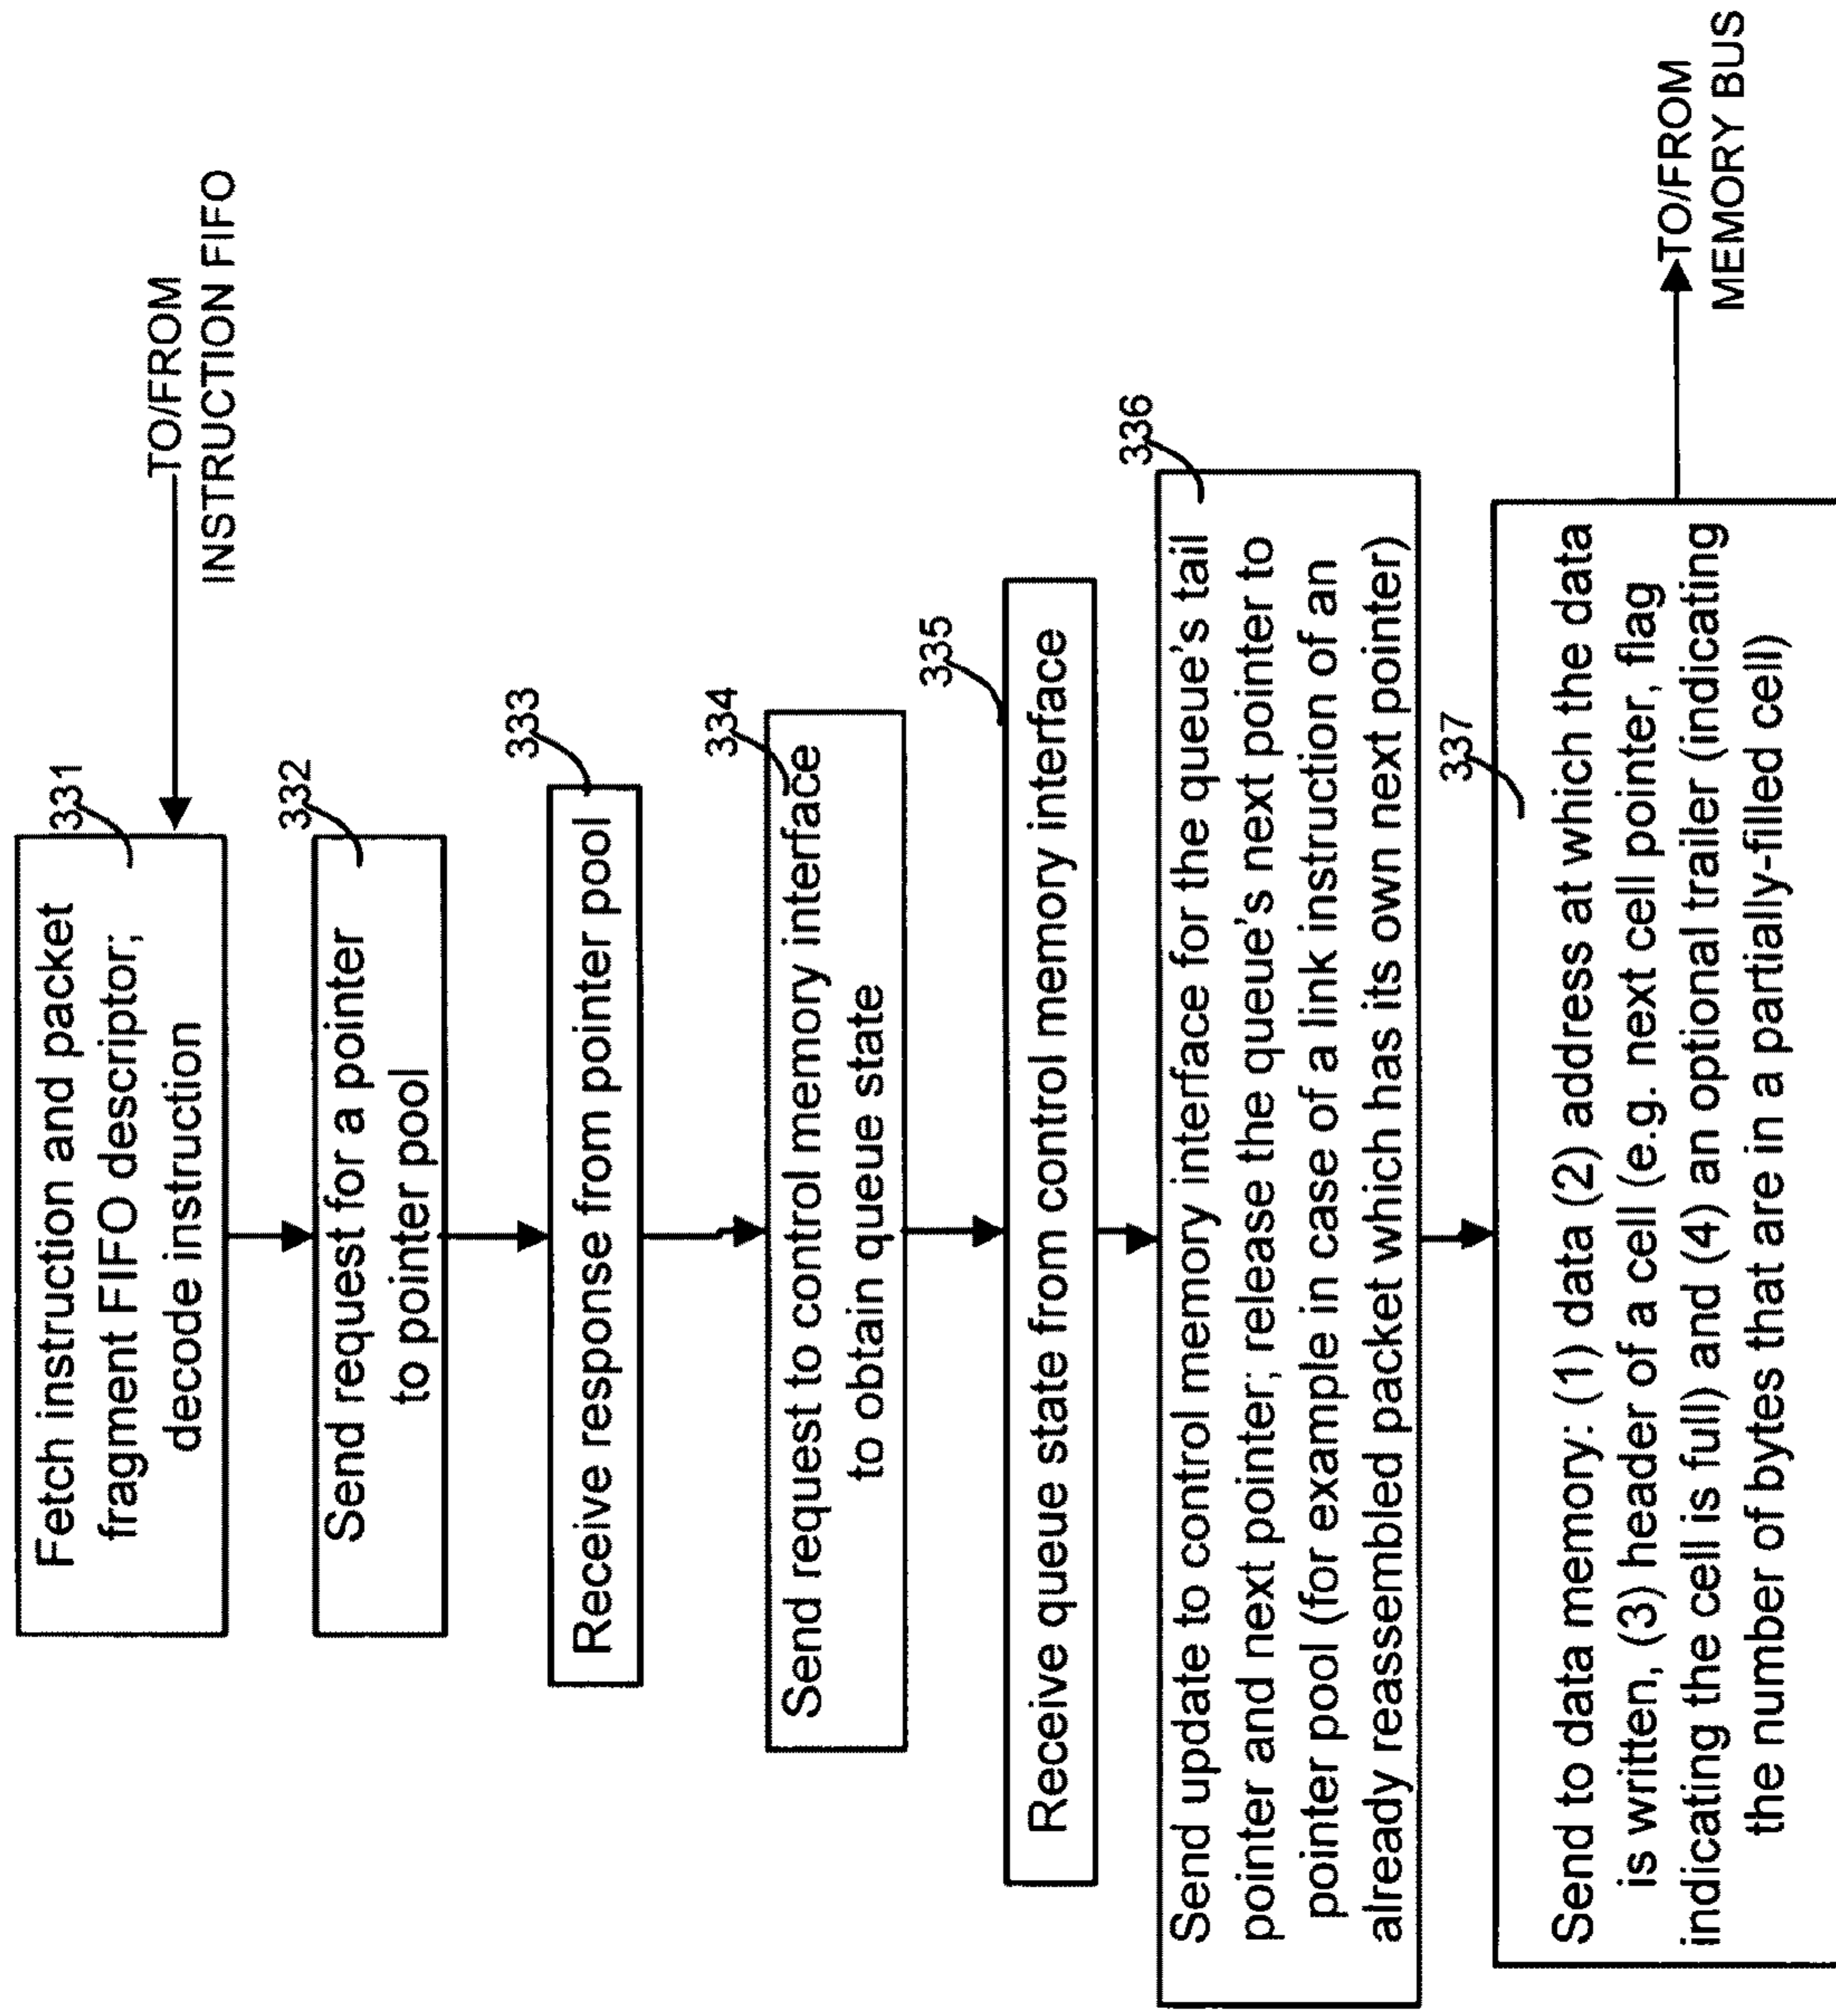 Fetch instruction and packet
fragment FIFO descriptor;
decode instruction
331
TO/FROM
INSTRUCTION FIFO
Send request for a pointer
to pointer pool
332
Receive response from pointer pool
333
Send request to control memory interface
to obtain queue state
334
Receive queue state from control memory interface
335
Send update to control memory interface for the queue's tail
pointer and next pointer; release the queue's next pointer to
pointer pool (for example in case of a link instruction of an
already reassembled packet which has its own next pointer)
336
Send to data memory: (1) data (2) address at which the data
is written, (3) header of a cell (e.g. next cell pointer, flag
indicating the cell is full) and (4) an optional trailer (indicating
the number of bytes that are in a partially-filled cell)
337
TO/FROM
MEMORY BUS